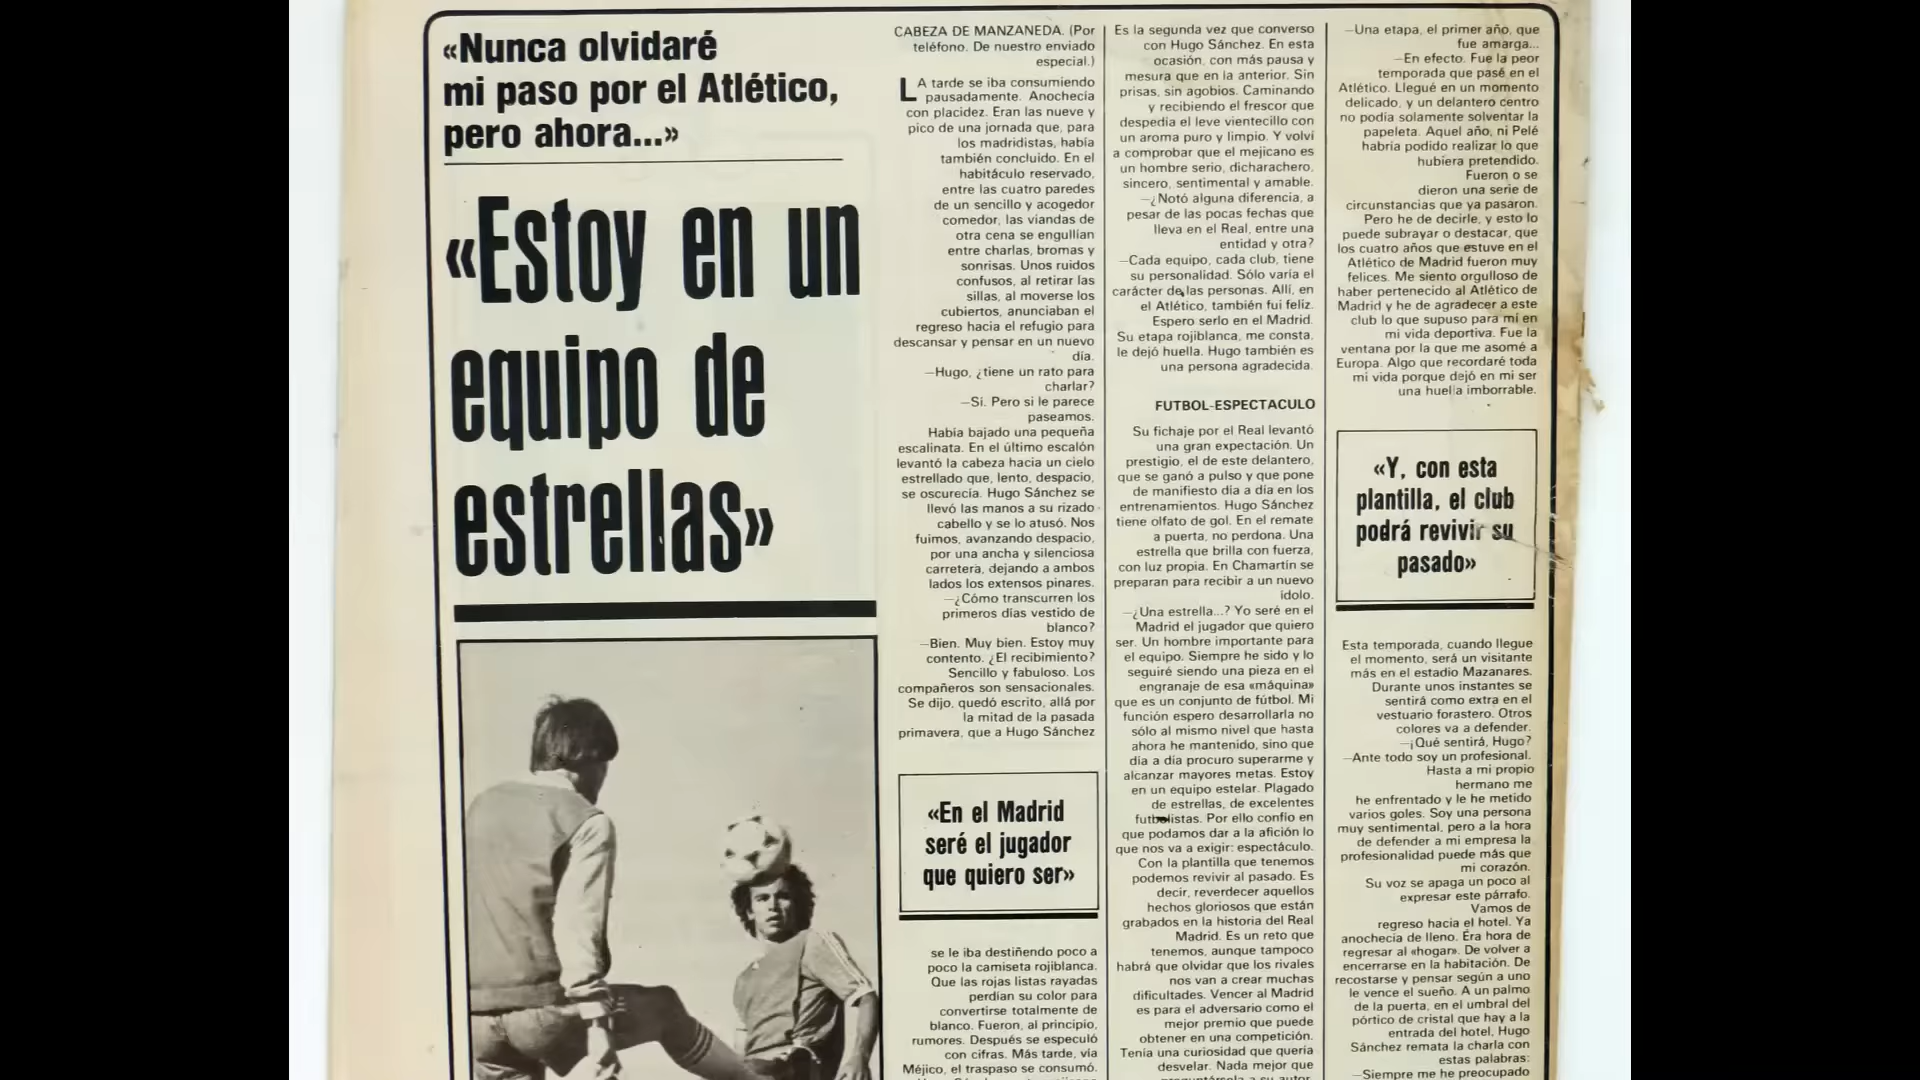 «Nunca olvidaré
mi paso por el Atlético,
pero ahora...»
«Estoy en un
equipo de
estrellas»
CABEZA DE MANZANEDA. (Por
teléfono. De nuestro enviado
especial.)
LA tarde se iba consumiendo
pausadamente. Anochecía
con placidez. Eran las nueve y
pico de una jornada que, para
los madridistas, había
también concluido. En el
habitáculo reservado,
entre las cuatro paredes
de un sencillo y acogedor
comedor, las viandas de
otra cena se engullían
entre charlas, bromas y
sonrisas. Unos ruidos
confusos, al retirar las
sillas, al moverse los
cubiertos, anunciaban el
regreso hacia el refugio para
descansar y pensar en un nuevo
día.
—Hugo, ¿tiene un rato para
charlar?
—Sí. Pero si le parece
paseamos.
Había bajado una pequeña
escalinata. En el último escalón
levantó la cabeza hacia un cielo
estrellado que, lento, despacio,
se oscurecía. Hugo Sánchez se
llevó las manos a su rizado
cabello y se lo atusó. Nos
fuimos, avanzando despacio,
por una ancha y silenciosa
carretera, dejando a ambos
lados los extensos pinares.
—¿Cómo transcurren los
primeros días vestido de
blanco?
—Bien. Muy bien. Estoy muy
contento. ¿El recibimiento?
Sencillo y fabuloso. Los
compañeros son sensacionales.
Se dijo, quedó escrito, allá por
la mitad de la pasada
primavera, que a Hugo Sánchez
«En el Madrid
seré el jugador
que quiero ser»
se le iba destiñendo poco a
poco la camiseta rojiblanca.
Que las rojas listas rayadas
perdían su color para
convertirse totalmente de
blanco. Fueron, al principio,
rumores. Después se especuló
con cifras. Más tarde, vía
Méjico, el traspaso se consumó.
Es la segunda vez que converso
con Hugo Sánchez. En esta
ocasión, con más pausa y
mesura que en la anterior. Sin
prisas, sin agobios. Caminando
y recibiendo el frescor que
despedía el leve vientecillo con
un aroma puro y limpio. Y volví
a comprobar que el mejicano es
un hombre serio, dicharachero,
sincero, sentimental y amable.
—¿Notó alguna diferencia, a
pesar de las pocas fechas que
lleva en el Real, entre una
entidad y otra?
—Cada equipo, cada club, tiene
su personalidad. Sólo varía el
carácter de las personas. Allí, en
el Atlético, también fui feliz.
Espero serlo en el Madrid.
Su etapa rojiblanca, me consta,
le dejó huella. Hugo también es
una persona agradecida.
FUTBOL-ESPECTACULO
Su fichaje por el Real levantó
una gran expectación. Un
prestigio, el de este delantero,
que se ganó a pulso y que pone
de manifiesto día a día en los
entrenamientos. Hugo Sánchez
tiene olfato de gol. En el remate
a puerta, no perdona. Una
estrella que brilla con fuerza,
con luz propia. En Chamartín se
preparan para recibir a un nuevo
ídolo.
—¿Una estrella...? Yo seré en el
Madrid el jugador que quiero
ser. Un hombre importante para
el equipo. Siempre he sido y lo
seguiré siendo una pieza en el
engranaje de esa «máquina»
que es un conjunto de fútbol. Mi
función espero desarrollarla no
sólo al mismo nivel que hasta
ahora he mantenido, sino que
día a día procuro superarme y
alcanzar mayores metas. Estoy
en un equipo estelar. Plagado
de estrellas, de excelentes
futbolistas. Por ello confío en
que podamos dar a la afición lo
que nos va a exigir: espectáculo.
Con la plantilla que tenemos
podemos revivir al pasado. Es
decir, reverdecer aquellos
hechos gloriosos que están
grabados en la historia del Real
Madrid. Es un reto que
tenemos, aunque tampoco
habrá que olvidar que los rivales
nos van a crear muchas
dificultades. Vencer al Madrid
es para el adversario como el
mejor premio que puede
obtener en una competición.
Tenía una curiosidad que quería
desvelar. Nada mejor que
—Una etapa, el primer año, que
fue amarga...
—En efecto. Fue la peor
temporada que pasé en el
Atlético. Llegué en un momento
delicado, y un delantero centro
no podía solamente solventar la
papeleta. Aquel año, ni Pelé
habría podido realizar lo que
hubiera pretendido.
Fueron o se
dieron una serie de
circunstancias que ya pasaron.
Pero he de decirle, y esto lo
puede subrayar o destacar, que
los cuatro años que estuve en el
Atlético de Madrid fueron muy
felices. Me siento orgulloso de
haber pertenecido al Atlético de
Madrid y he de agradecer a este
club lo que supuso para mí en
mi vida deportiva. Fue la
ventana por la que me asomé a
Europa. Algo que recordaré toda
mi vida porque dejó en mi ser
una huella imborrable.
«Y, con esta
plantilla, el club
podrá revivir su
pasado»
Esta temporada, cuando llegue
el momento, será un visitante
más en el estadio Mazanares.
Durante unos instantes se
sentirá como extra en el
vestuario forastero. Otros
colores va a defender.
—¡Qué sentirá, Hugo?
—Ante todo soy un profesional.
Hasta a mi propio
hermano me
he enfrentado y le he metido
varios goles. Soy una persona
muy sentimental, pero a la hora
de defender a mi empresa la
profesionalidad puede más que
mi corazón.
Su voz se apaga un poco al
expresar este párrafo.
Vamos de
regreso hacia el hotel. Ya
anochecía de lleno. Era hora de
regresar al «hogar». De volver a
encerrarse en la habitación. De
recostarse y pensar según a uno
le vence el sueño. A un palmo
de la puerta, en el umbral del
pórtico de cristal que hay a la
entrada del hotel, Hugo
Sánchez remata la charla con
estas palabras:
—Siempre me he preocupado